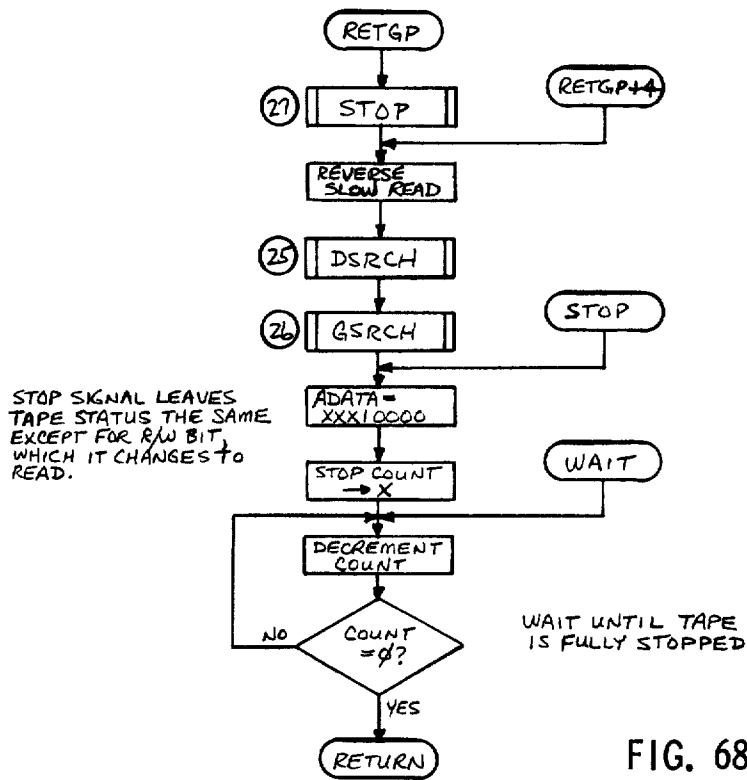 RETGP
RETGP+4
27
STOP
REVERSE
SLOW READ
25
DSRCH
26
GSRCH
STOP
STOP SIGNAL LEAVES
TAPE STATUS THE SAME
EXCEPT FOR R/W BIT,
WHICH IT CHANGES TO
READ.
ADATA=
XXX10000
STOP COUNT
→ X
WAIT
DECREMENT
COUNT
NO
COUNT
=ø?
WAIT UNTIL TAPE
IS FULLY STOPPED
YES
RETURN
FIG. 68